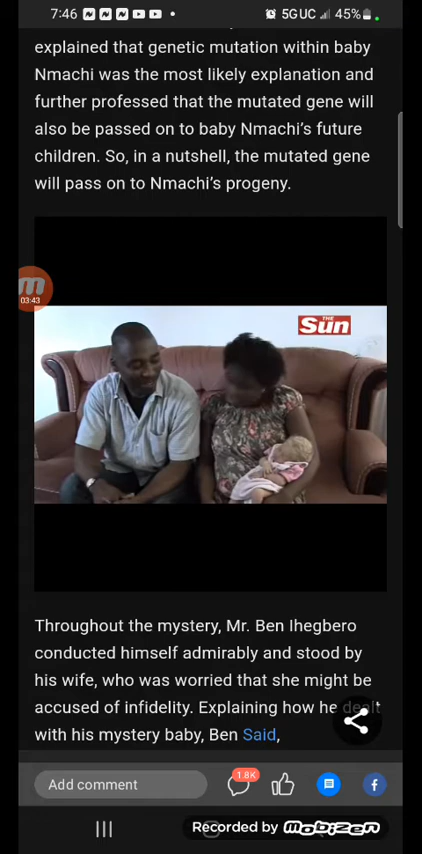 7:46
5GUC
45%
explained that genetic mutation within baby
Nmachi was the most likely explanation and
further professed that the mutated gene will
also be passed on to baby Nmachi's future
children. So, in a nutshell, the mutated gene
will pass on to Nmachi's progeny.
03:43
THE
Sun
Throughout the mystery, Mr. Ben Ihegbero
conducted himself admirably and stood by
his wife, who was worried that she might be
accused of infidelity. Explaining how he dealt
with his mystery baby, Ben Said,
1.8K
Add comment
Recorded by mobizen